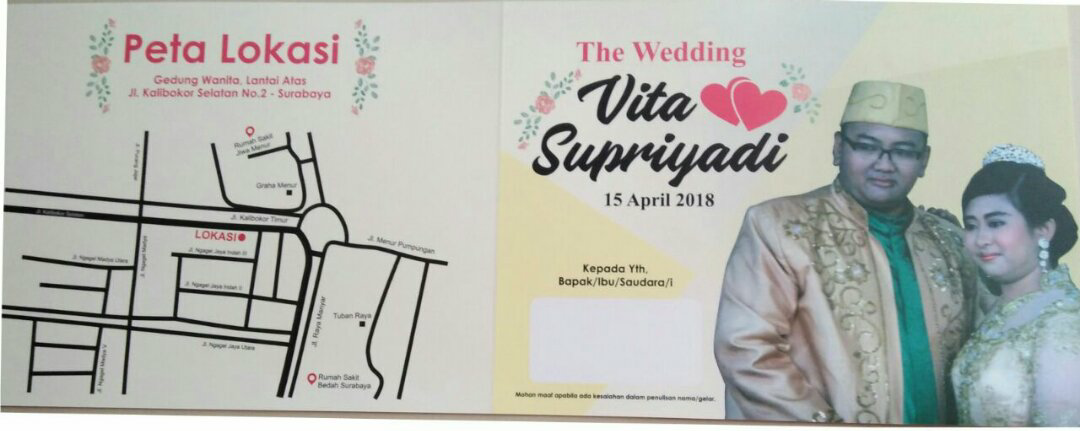 Peta Lokasi
Gedung Wanita, Lantai Atas
Jl. Kalibokor Selatan No.2 - Surabaya
Rumah Sakit
Jiwa Menur
Graha Menur
Jl. Kalibokor Selatan
Jl. Kalibokor Timur
LOKASI
Jl. Menur Pumpungan
Jl. Ngagel Jaya Indah III
Jl. Ngagel Madya Utara
Jl. Ngagel Madya
Jl. Ngagel Jaya Indah II
Tuban Raya
Jl. Raya Manyar
Jl. Ngagel Jaya Utara
Jl. Ngagel Madya V
Rumah Sakit
Bedah Surabaya
The Wedding
Vita
Supriyadi
15 April 2018
Kepada Yth,
Bapak/Ibu/Saudara/i
Mohon maaf apabila ada kesalahan dalam penulisan nama/gelar.